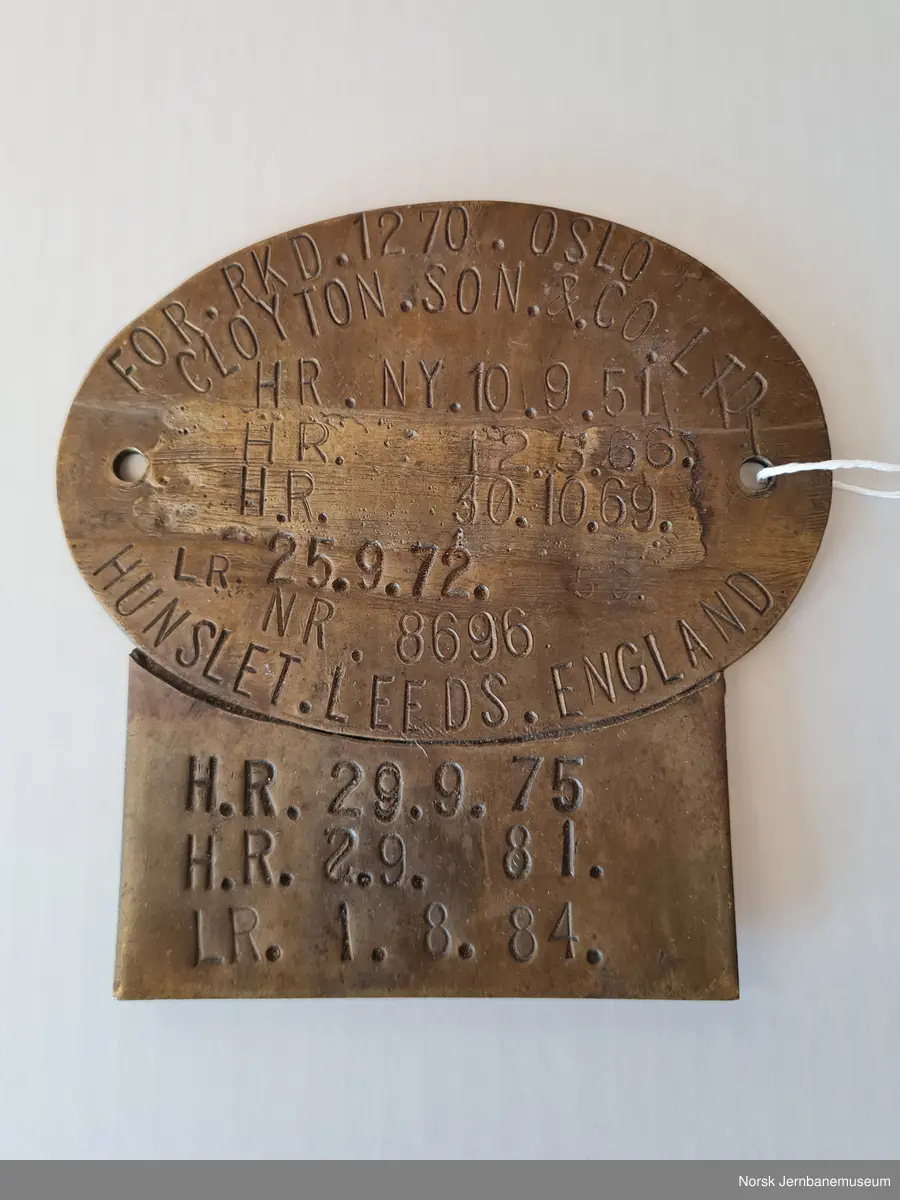 FOR. RKD. 1270. OSLO
CLOYTON. SON. &. CO. LTD.
HR. NY. 10. 9. 51.
HR. 12. 5. 66.
H.R. 30. 10. 69.
LR. 25. 9. 72.
NR. 8696
HUNSLET. LEEDS. ENGLAND
H.R. 29. 9. 75
H.R. 2. 9. 81.
LR. 1. 8. 84.
Norsk Jernbanemuseum